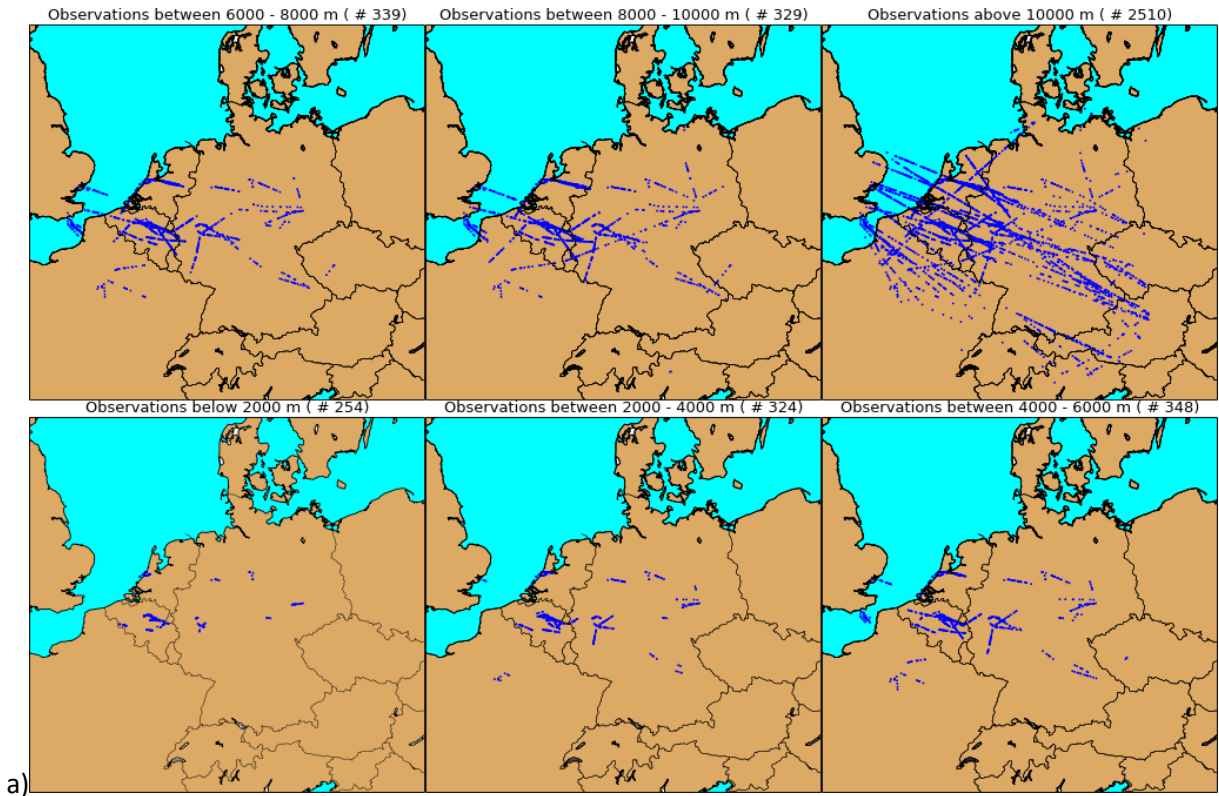 Observations between 6000 - 8000 m ( # 339)
Observations between 8000 - 10000 m ( # 329)
Observations above 10000 m ( # 2510)
Observations below 2000 m ( # 254)
Observations between 2000 - 4000 m ( # 324)
Observations between 4000 - 6000 m ( # 348)
a)